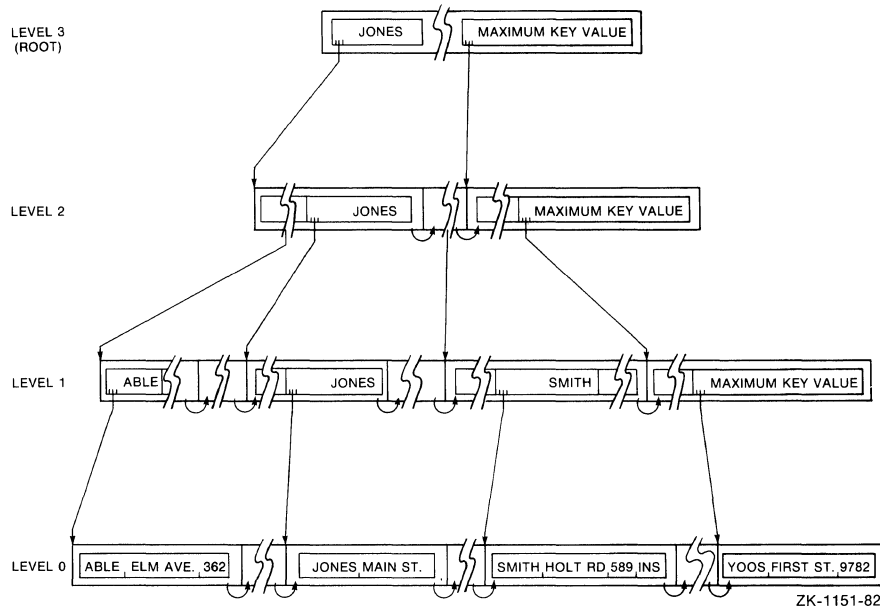 LEVEL 3
(ROOT)
JONES
MAXIMUM KEY VALUE
LEVEL 2
JONES
MAXIMUM KEY VALUE
LEVEL 1
ABLE
JONES
SMITH
MAXIMUM KEY VALUE
LEVEL 0
ABLE ELM AVE. 362
JONES MAIN ST.
SMITH HOLT RD 589 INS
YOOS FIRST ST. 9782
ZK-1151-82